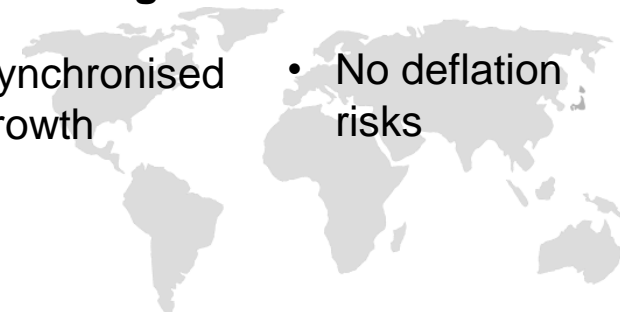 ynchronised
rowth
• No deflation
risks